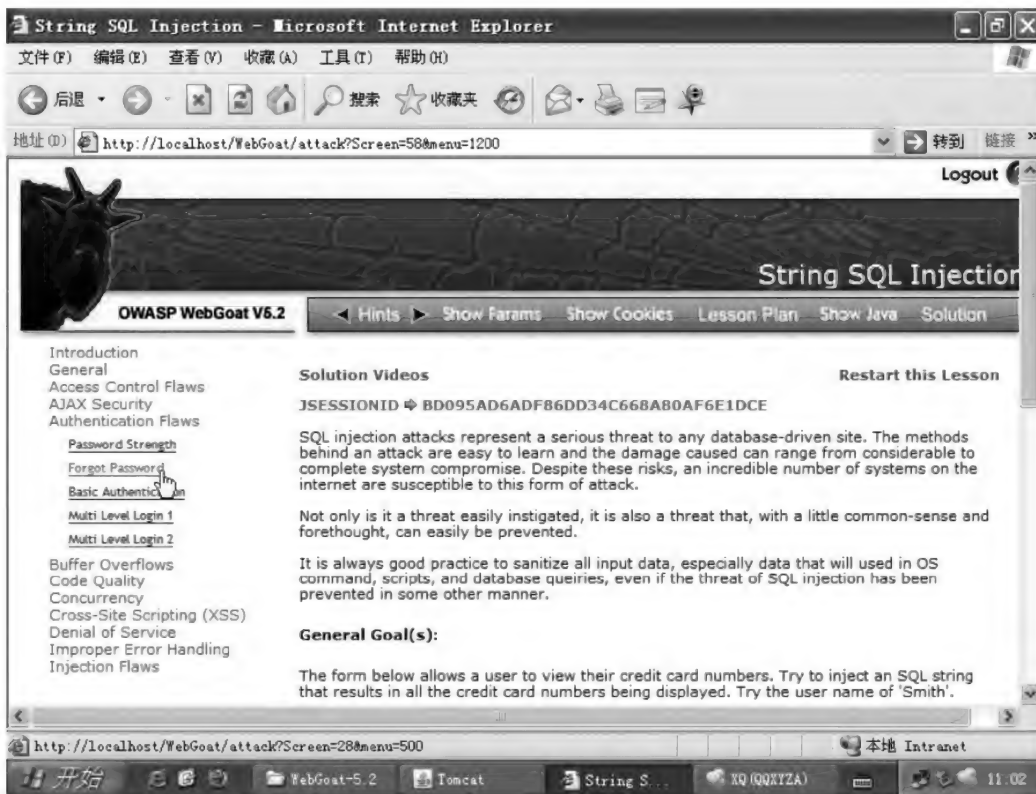 String SQL Injection - Microsoft Internet Explorer
文件(F) 编辑(E) 查看(V) 收藏(A) 工具(T) 帮助(H)
后退 搜索 收藏夹
地址(D) http://localhost/WebGoat/attack?Screen=58&menu=1200 转到 链接 »
Logout
String SQL Injection
OWASP WebGoat V5.2 Hints Show Params Show Cookies Lesson Plan Show Java Solution
Introduction
General
Access Control Flaws
AJAX Security
Authentication Flaws
Password Strength
Forgot Password
Basic Authentication
Multi Level Login 1
Multi Level Login 2
Buffer Overflows
Code Quality
Concurrency
Cross-Site Scripting (XSS)
Denial of Service
Improper Error Handling
Injection Flaws
Solution Videos Restart this Lesson
JSESSIONID BD095AD6ADF86DD34C668A80AF6E1DCE
SQL injection attacks represent a serious threat to any database-driven site. The methods
behind an attack are easy to learn and the damage caused can range from considerable to
complete system compromise. Despite these risks, an incredible number of systems on the
internet are susceptible to this form of attack.
Not only is it a threat easily instigated, it is also a threat that, with a little common-sense and
forethought, can easily be prevented.
It is always good practice to sanitize all input data, especially data that will used in OS
command, scripts, and database queiries, even if the threat of SQL injection has been
prevented in some other manner.
General Goal(s):
The form below allows a user to view their credit card numbers. Try to inject an SQL string
that results in all the credit card numbers being displayed. Try the user name of 'Smith'.
http://localhost/WebGoat/attack?Screen=28&menu=500 本地 Intranet
开始 WebGoat-5.2 Tomcat String S... XQ(QQXYZA) 11:02